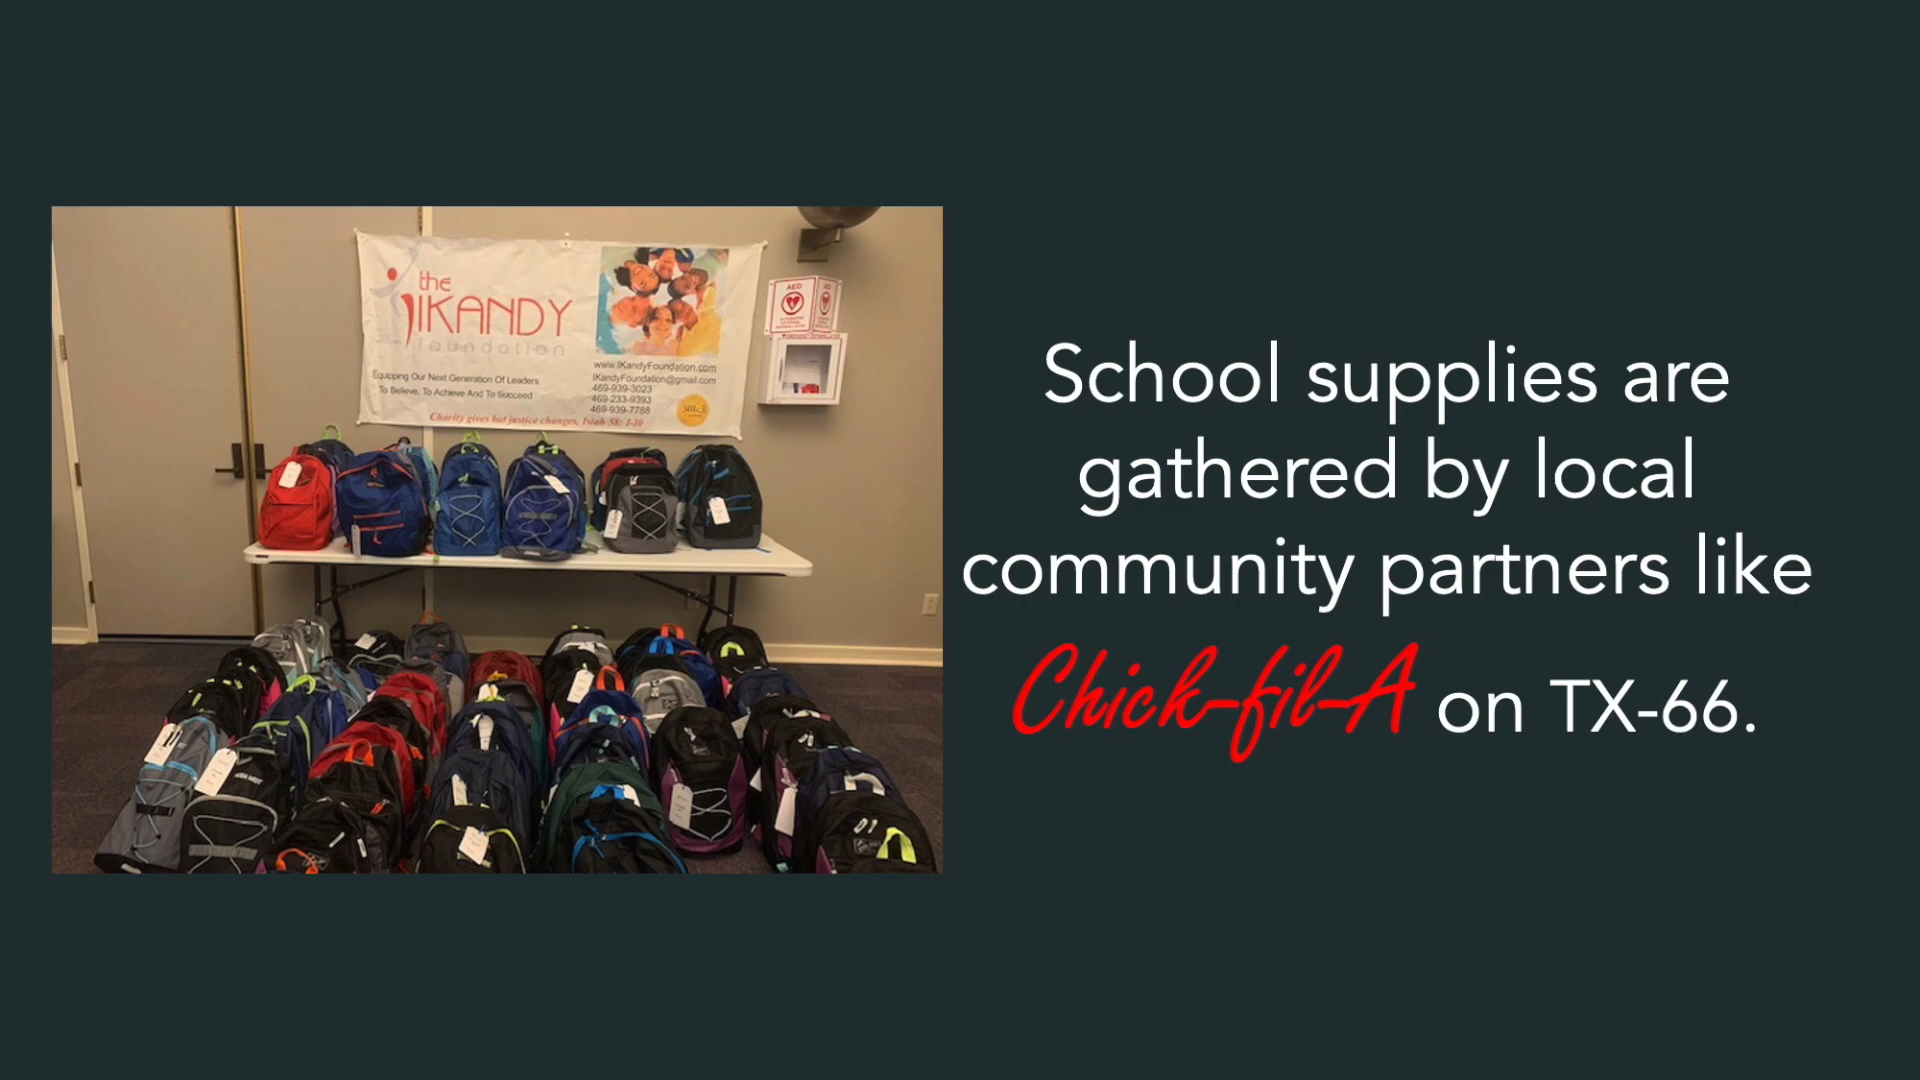 the
IKANDY
foundation
Equipping Our Next Generation Of Leaders
To Believe, To Achieve And To Succeed
www.IKandyFoundation.com
IKandyFoundation@gmail.com
469-939-3023
469-233-9393
469-939-7788
501c3
Charity gives but justice changes, Isiah 58: 1-10
AED
School supplies are
gathered by local
community partners like
Chick-fil-A on TX-66.